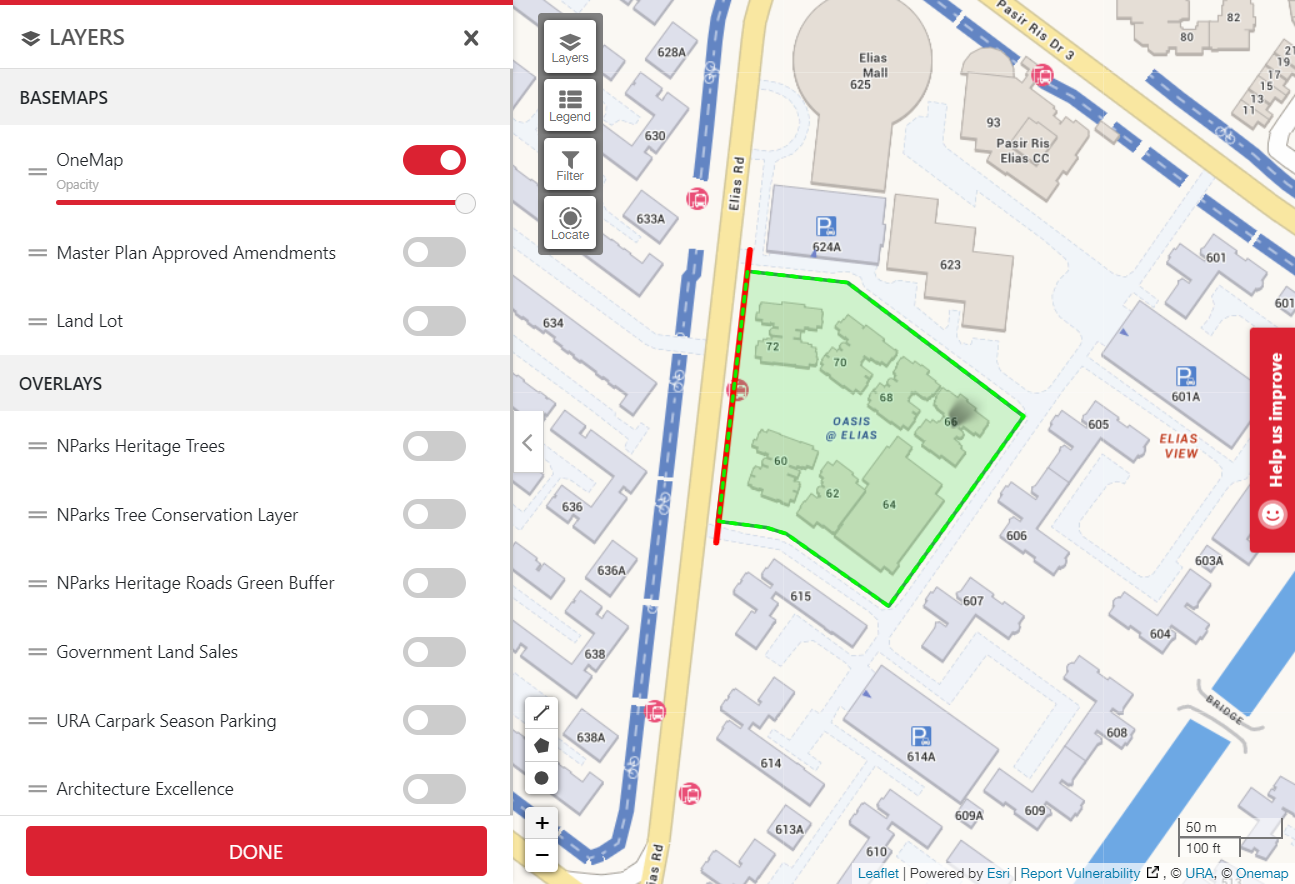 LAYERS
BASEMAPS
OneMap
Opacity
Master Plan Approved Amendments
Land Lot
OVERLAYS
NParks Heritage Trees
NParks Tree Conservation Layer
NParks Heritage Roads Green Buffer
Government Land Sales
URA Carpark Season Parking
Architecture Excellence
DONE
Layers
Legend
Filter
Locate
Pasir Ris Dr 3
82
80
21
19
17
15
13
11
628A
Elias
Mall
625
93
Pasir Ris
Elias CC
630
Elias Rd
633A
P
624A
623
601
601
634
72
70
68
66
P
601A
OASIS
@ ELIAS
605
ELIAS
VIEW
Help us improve
60
62
64
636
606
603A
636A
615
607
604
638
BRIDGE
638A
P
614A
608
614
609A
609
613A
610
Elias Rd
+
−
50 m
100 ft
Leaflet | Powered by Esri | Report Vulnerability , © URA, © Onemap